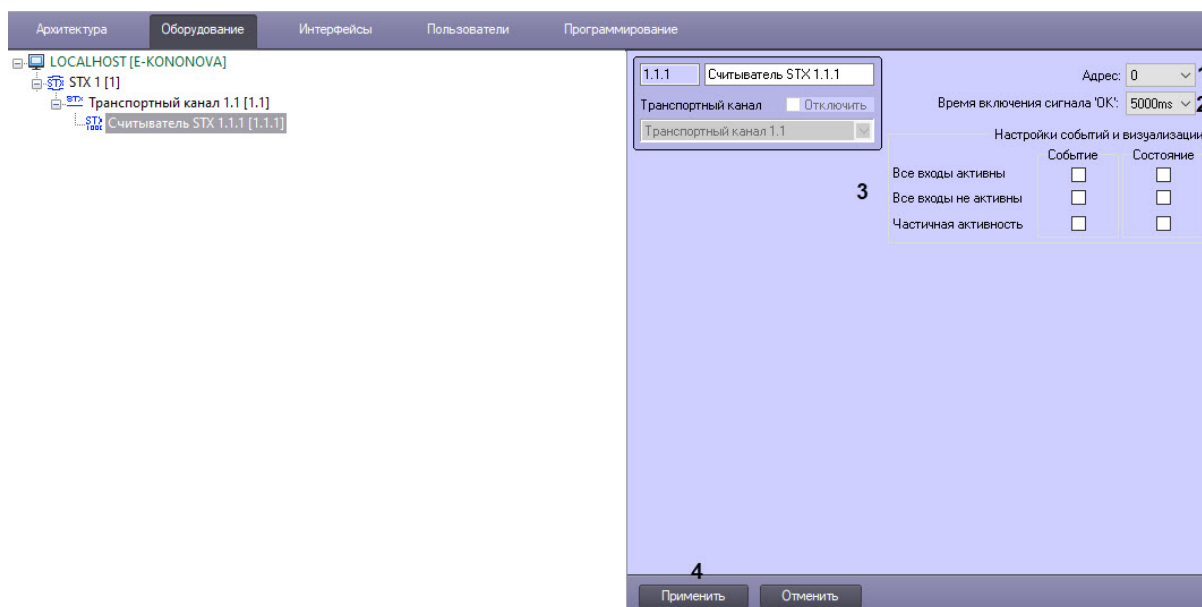 Архитектура Оборудование Интерфейсы Пользователи Программирование
LOCALHOST [E-KONONOVA]
STX 1 [1]
Транспортный канал 1.1 [1.1]
Считыватель STX 1.1.1 [1.1.1]
1.1.1 Считыватель STX 1.1.1
Транспортный канал Отключить
Транспортный канал 1.1
Адрес: 0 1
Время включения сигнала 'ОК': 5000ms 2
Настройки событий и визуализации
Событие Состояние
3
Все входы активны
Все входы не активны
Частичная активность
4
Применить Отменить